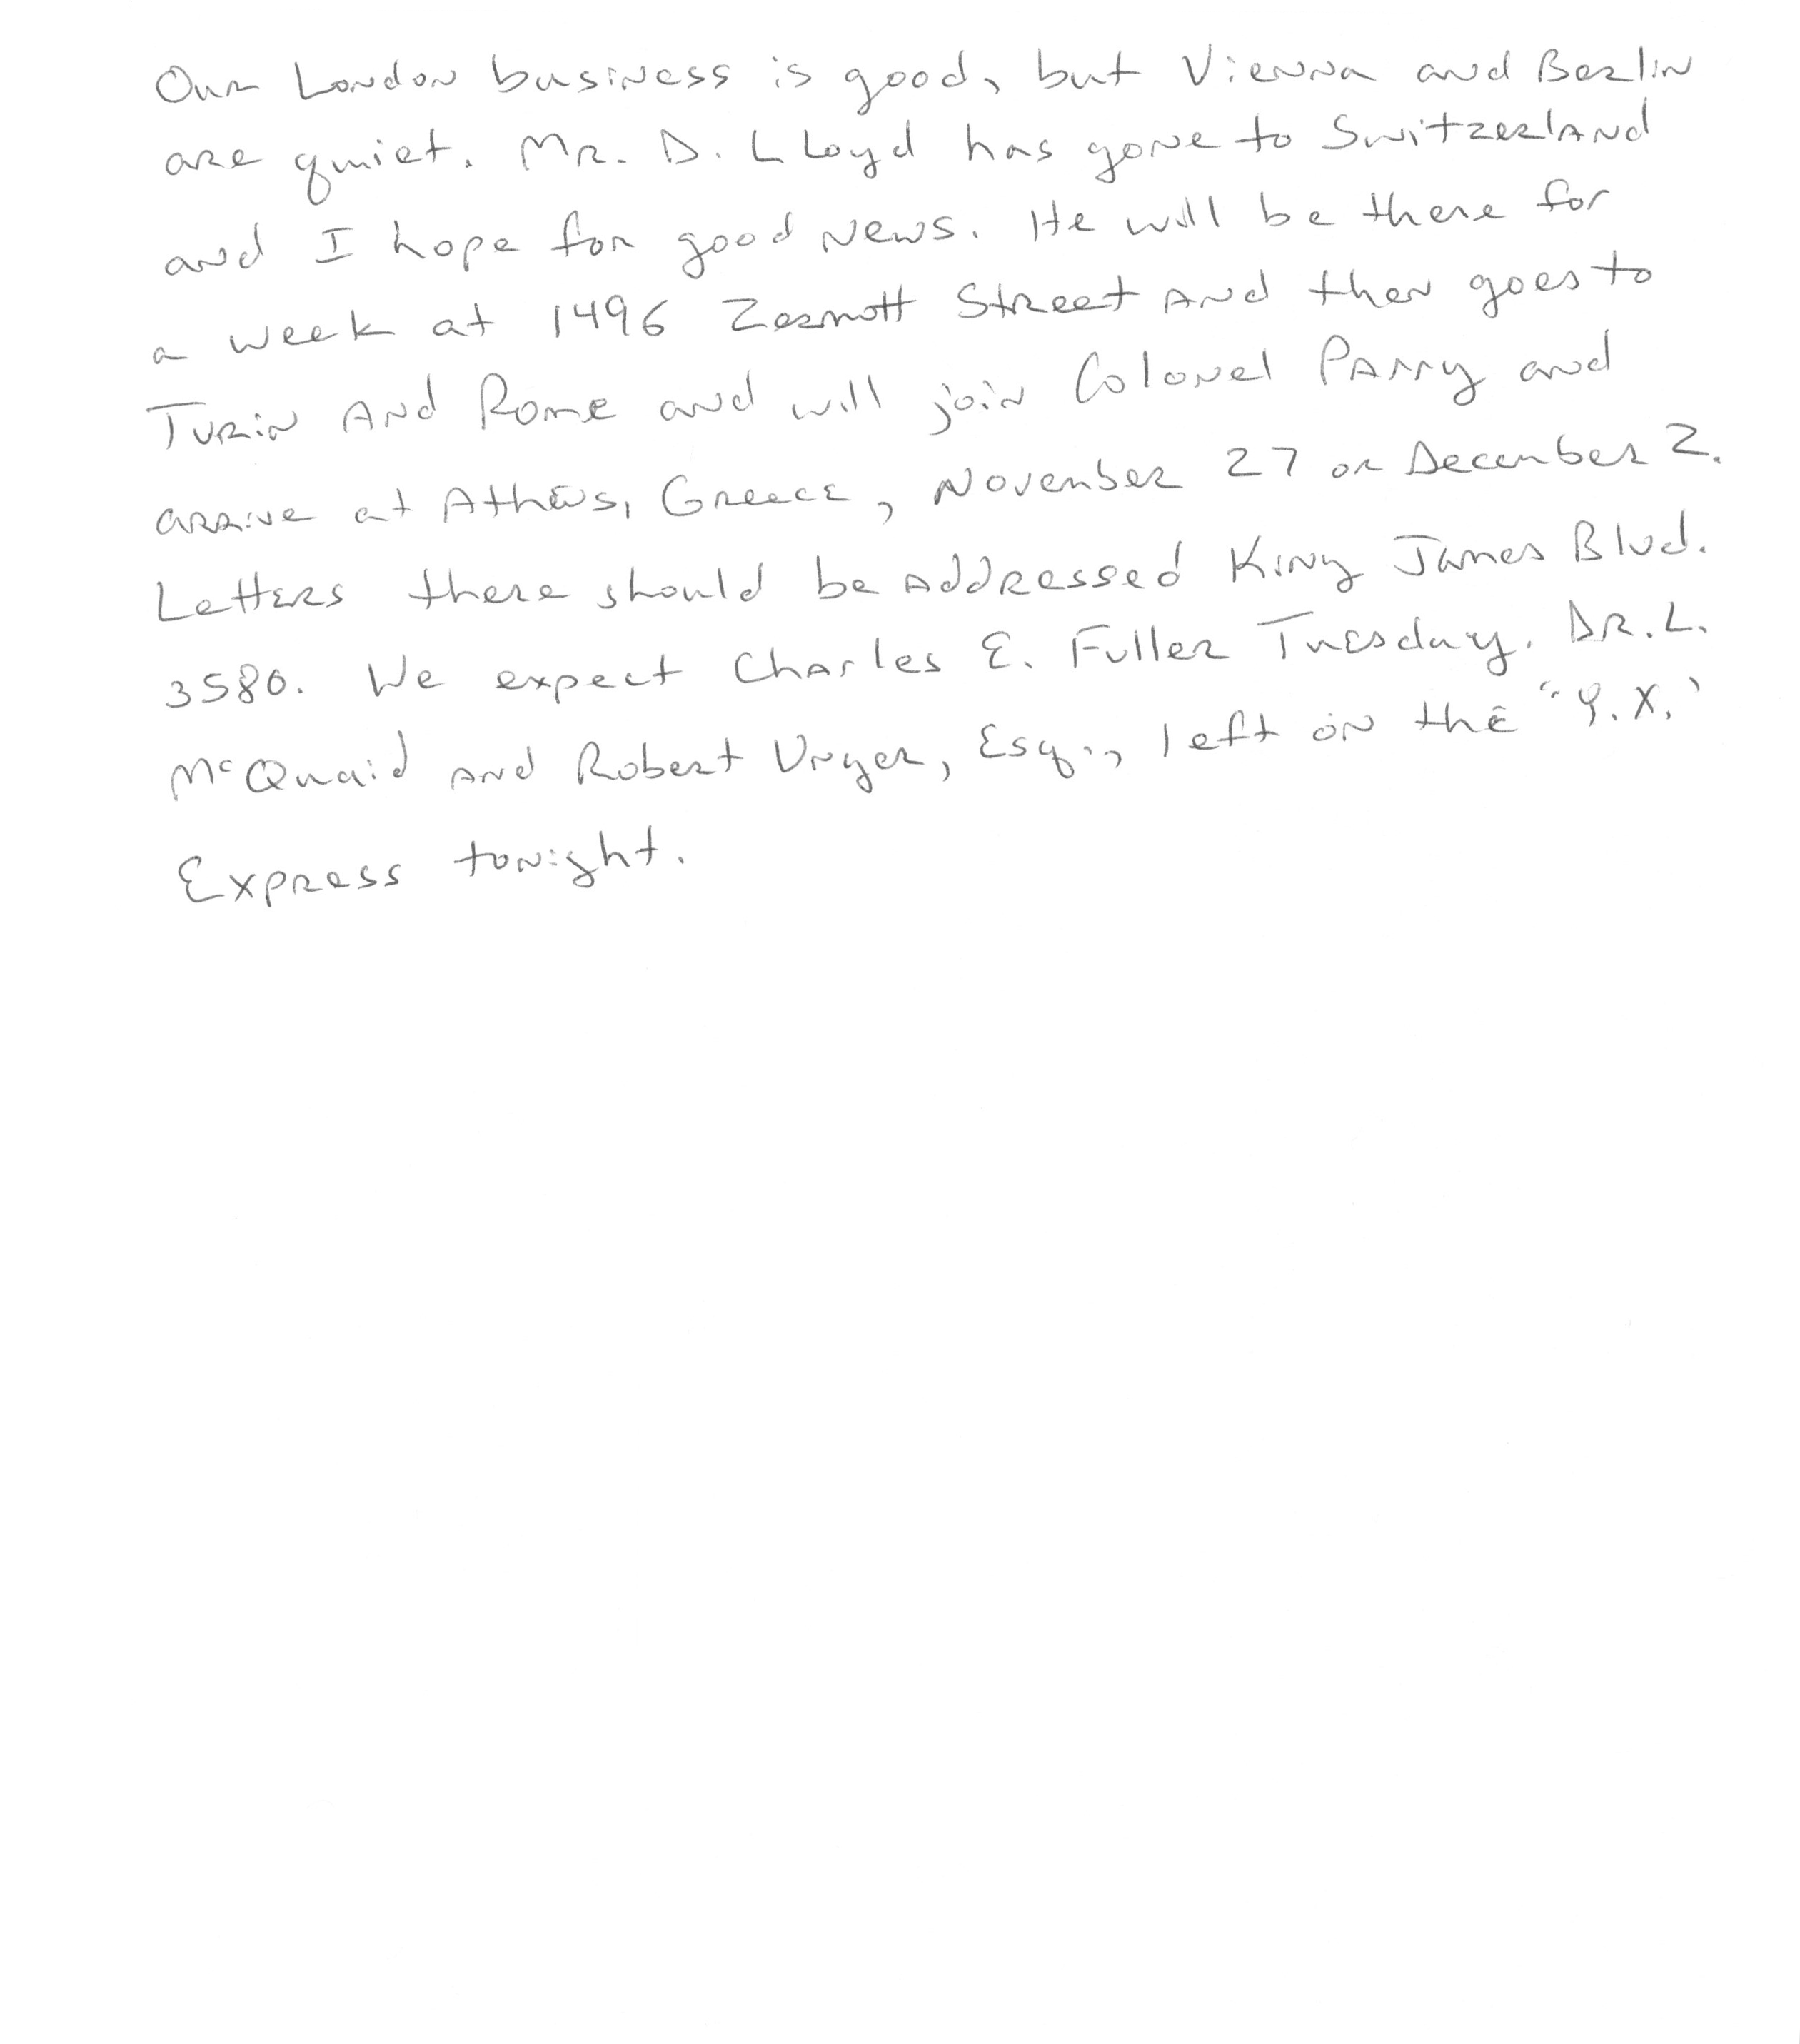 Our London business is good, but Vienna and Berlin
are quiet. Mr. D. Lloyd has gone to Switzerland
and I hope for good news. He will be there for
a week at 1496 Zermott Street and then goes to
Turin and Rome and will join Colonel Parry and
arrive at Athens, Greece, November 27 or December 2.
Letters there should be addressed King James Blvd.
3580. We expect Charles E. Fuller Tuesday. Dr. L.
McQuaid and Robert Unger, Esq., left on the "Y.X."
Express tonight.